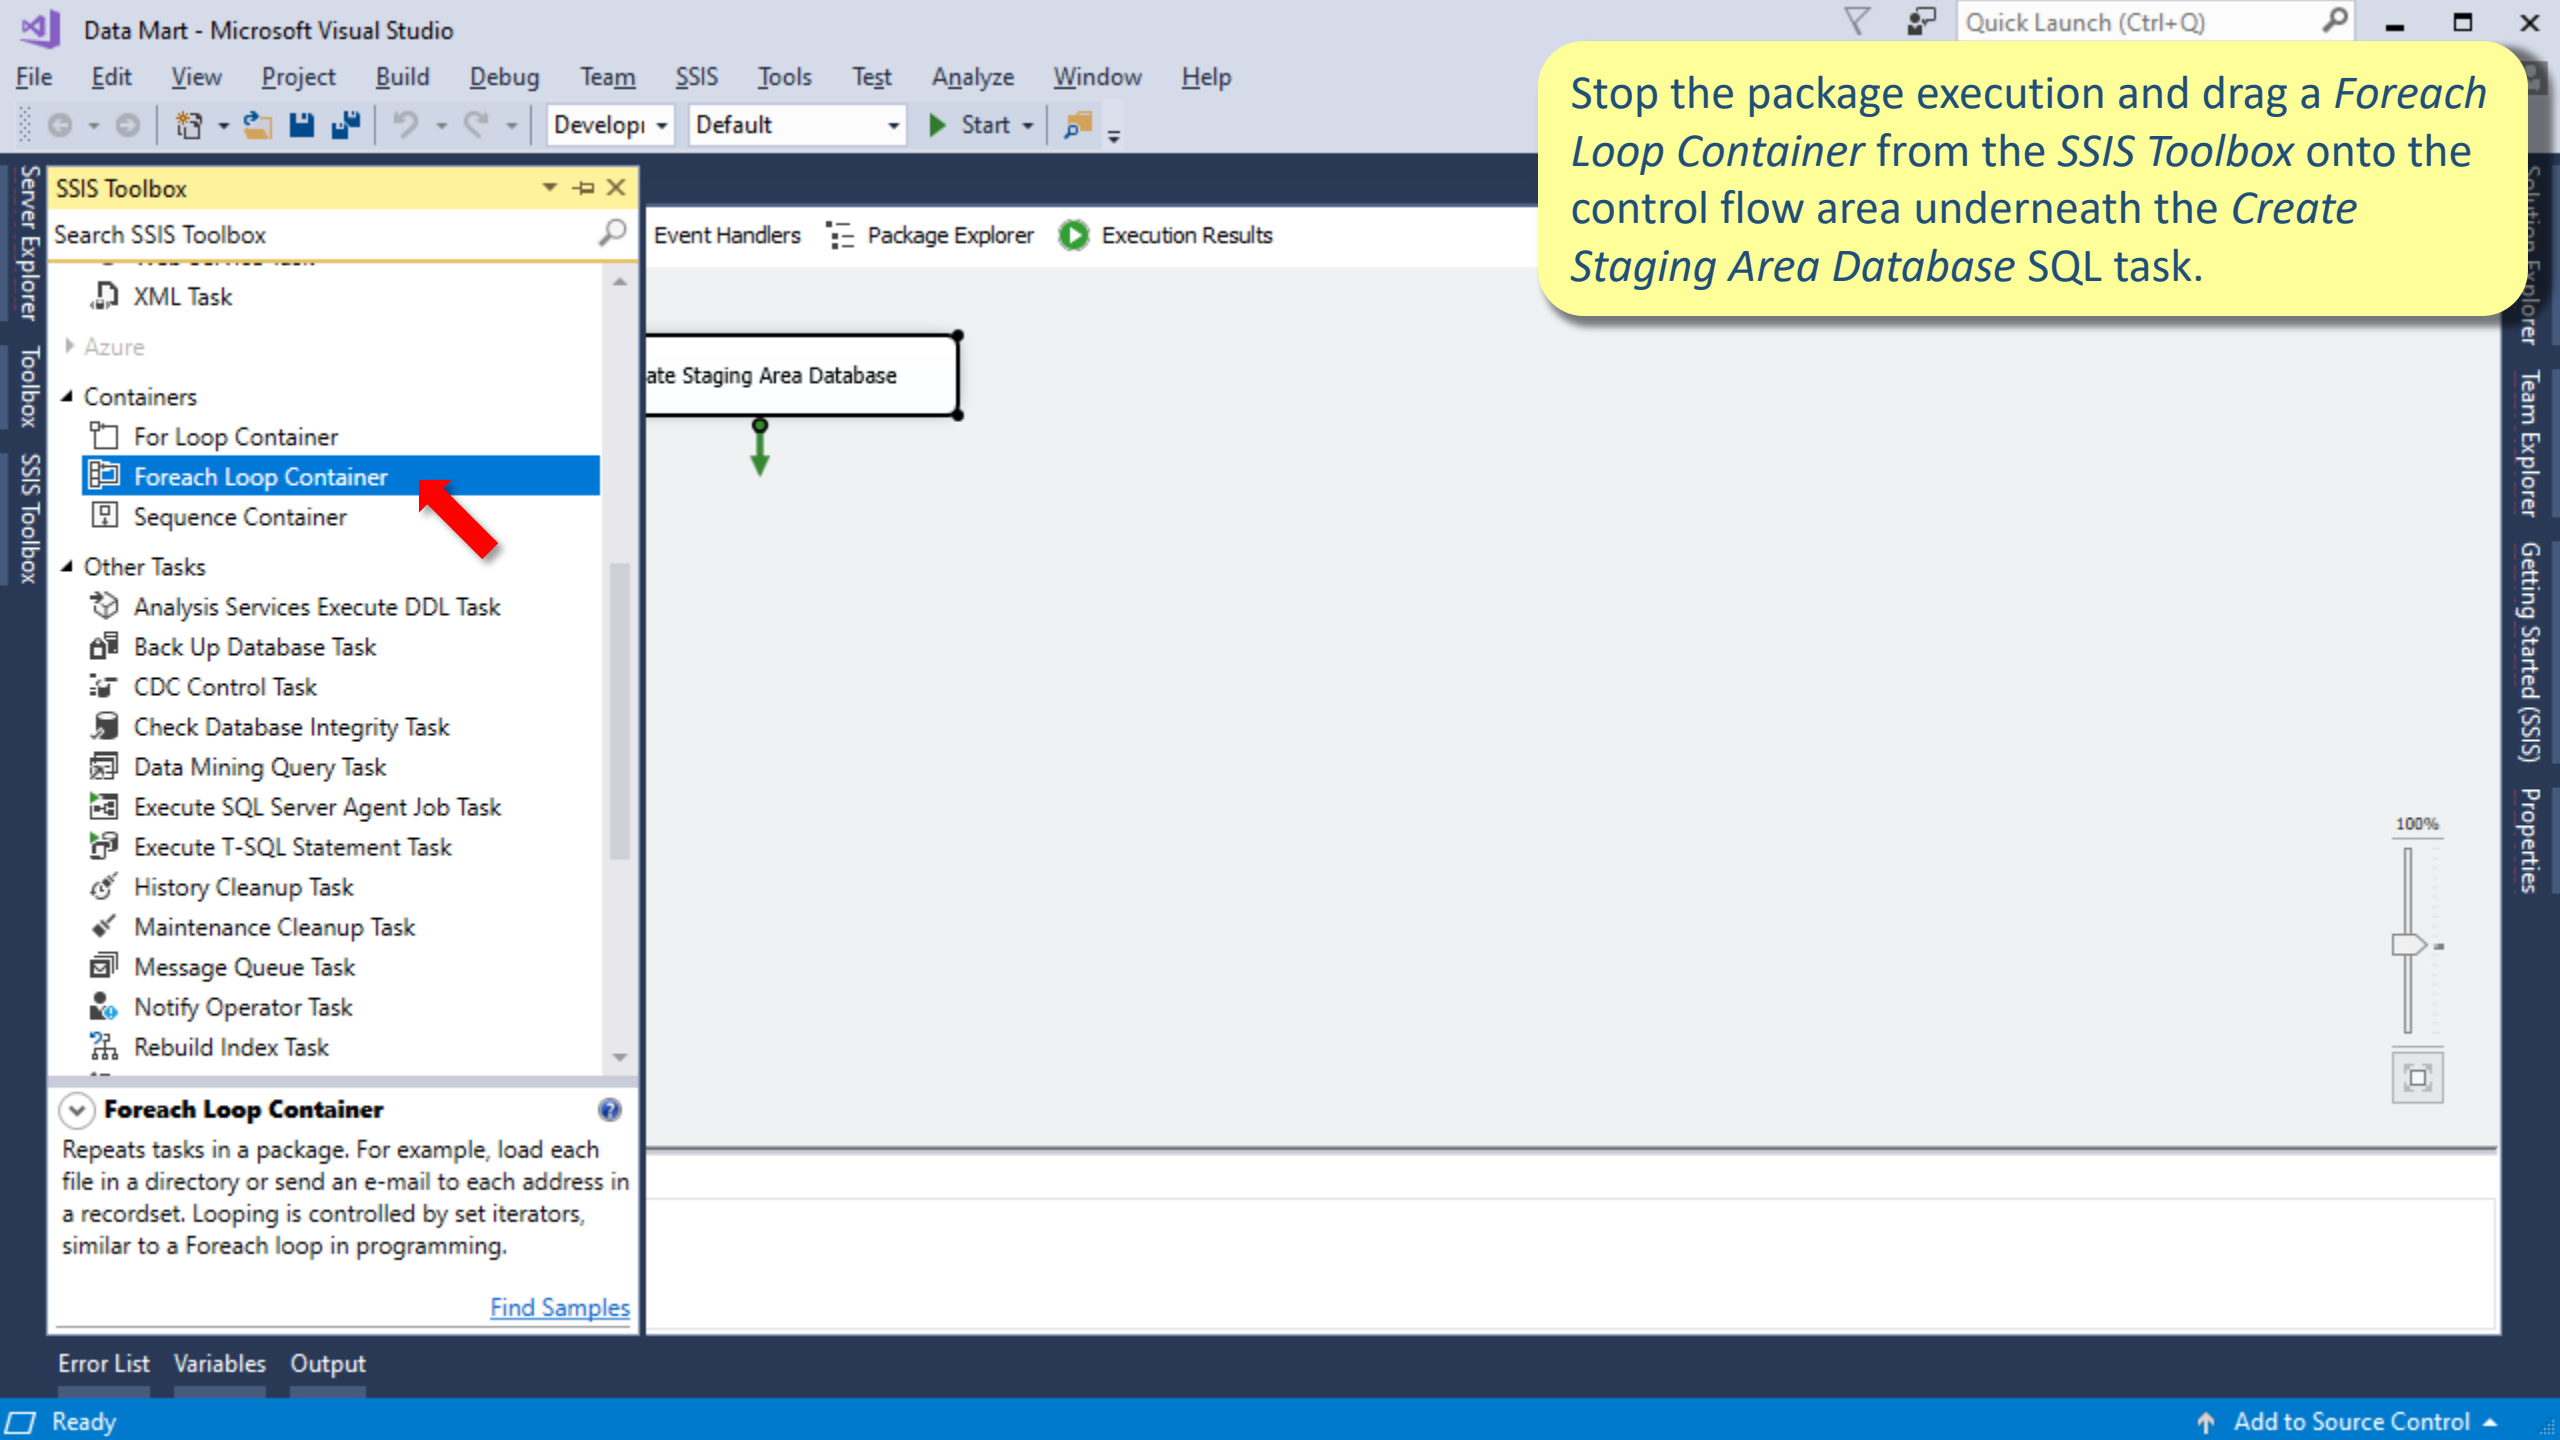 Data Mart - Microsoft Visual Studio
Quick Launch (Ctrl+Q)
File Edit View Project Build Debug Team SSIS Tools Test Analyze Window Help
Developı Default Start
Stop the package execution and drag a Foreach
Loop Container from the SSIS Toolbox onto the
control flow area underneath the Create
Staging Area Database SQL task.
Server Explorer
Toolbox
SSIS Toolbox
SSIS Toolbox
Search SSIS Toolbox
XML Task
Azure
Containers
For Loop Container
Foreach Loop Container
Sequence Container
Other Tasks
Analysis Services Execute DDL Task
Back Up Database Task
CDC Control Task
Check Database Integrity Task
Data Mining Query Task
Execute SQL Server Agent Job Task
Execute T-SQL Statement Task
History Cleanup Task
Maintenance Cleanup Task
Message Queue Task
Notify Operator Task
Rebuild Index Task
Foreach Loop Container
Repeats tasks in a package. For example, load each
file in a directory or send an e-mail to each address in
a recordset. Looping is controlled by set iterators,
similar to a Foreach loop in programming.
Find Samples
Event Handlers Package Explorer Execution Results
ate Staging Area Database
100%
Solution Explorer
Team Explorer
Getting Started (SSIS)
Properties
Error List Variables Output
Ready
Add to Source Control